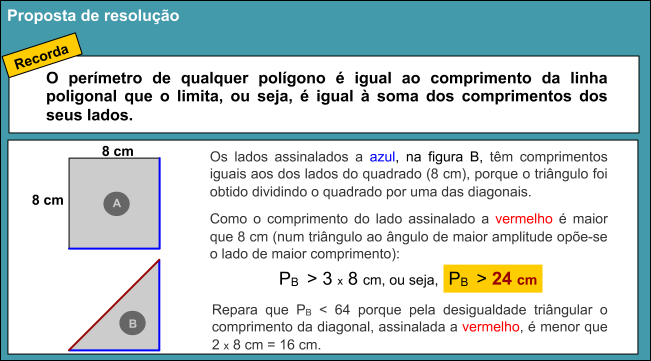 Proposta de resolução
Recorda
O perímetro de qualquer polígono é igual ao comprimento da linha
poligonal que o limita, ou seja, é igual à soma dos comprimentos dos
seus lados.
8 cm
8 cm
A
B
Os lados assinalados a azul, na figura B, têm comprimentos
iguais aos dos lados do quadrado (8 cm), porque o triângulo foi
obtido dividindo o quadrado por uma das diagonais.
Como o comprimento do lado assinalado a vermelho é maior
que 8 cm (num triângulo ao ângulo de maior amplitude opõe-se
o lado de maior comprimento):
PB > 3 x 8 cm, ou seja, PB > 24 cm
Repara que PB < 64 porque pela desigualdade triângular o
comprimento da diagonal, assinalada a vermelho, é menor que
2 x 8 cm = 16 cm.